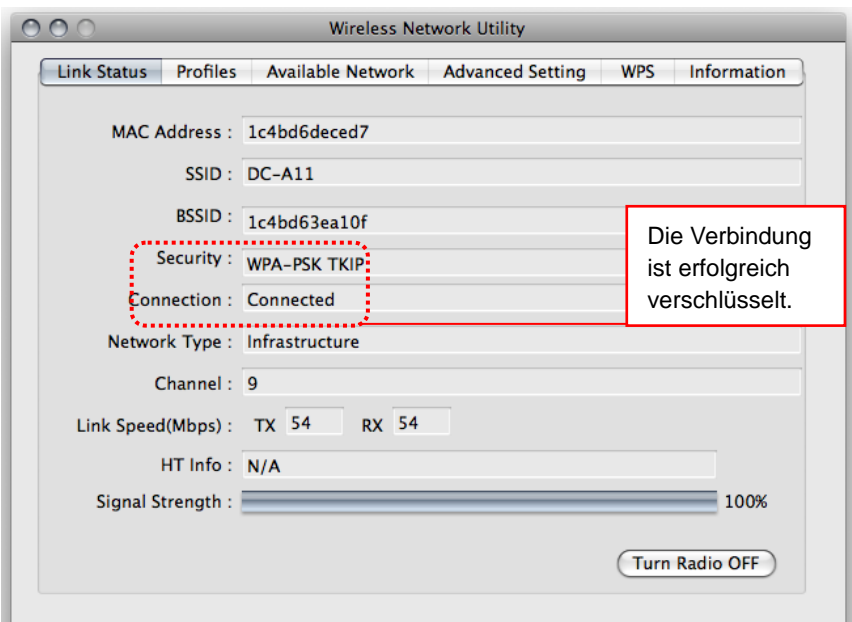 Wireless Network Utility
Link Status Profiles Available Network Advanced Setting WPS Information
MAC Address : 1c4bd6deced7
SSID : DC-A11
BSSID : 1c4bd63ea10f
Security : WPA-PSK TKIP
Connection : Connected
Die Verbindung
ist erfolgreich
verschlüsselt.
Network Type : Infrastructure
Channel : 9
Link Speed(Mbps) : TX 54 RX 54
HT Info : N/A
Signal Strength : 100%
Turn Radio OFF